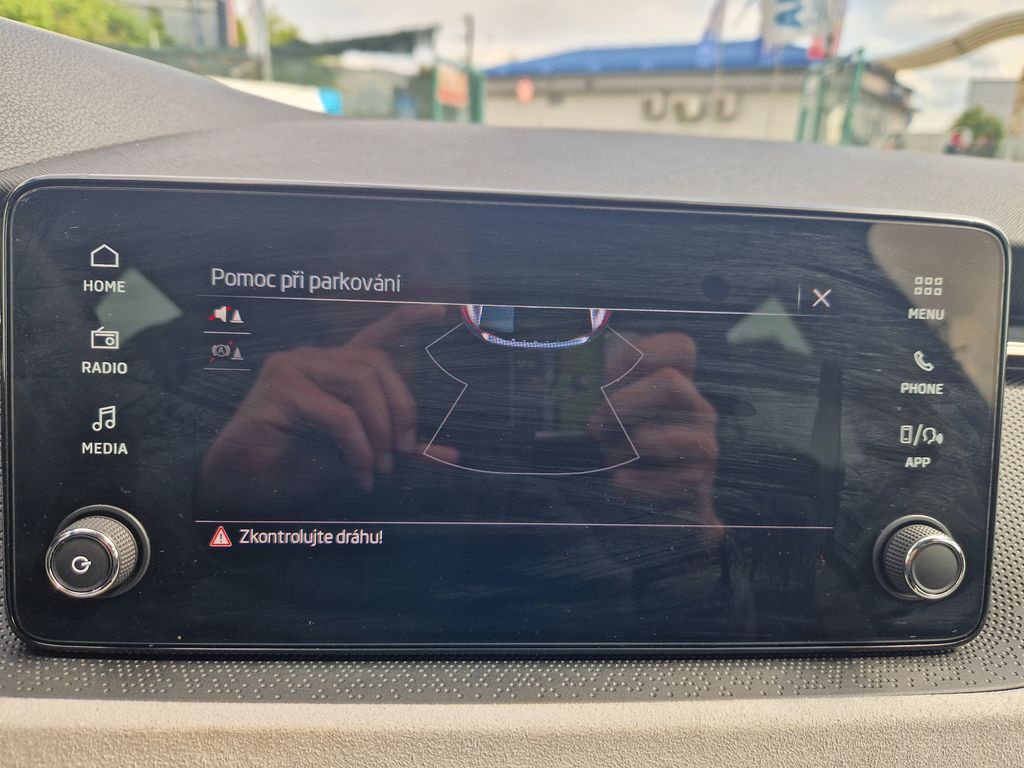 HOME
RADIO
MEDIA
Pomoc při parkování
Zkontrolujte dráhu!
MENU
PHONE
APP